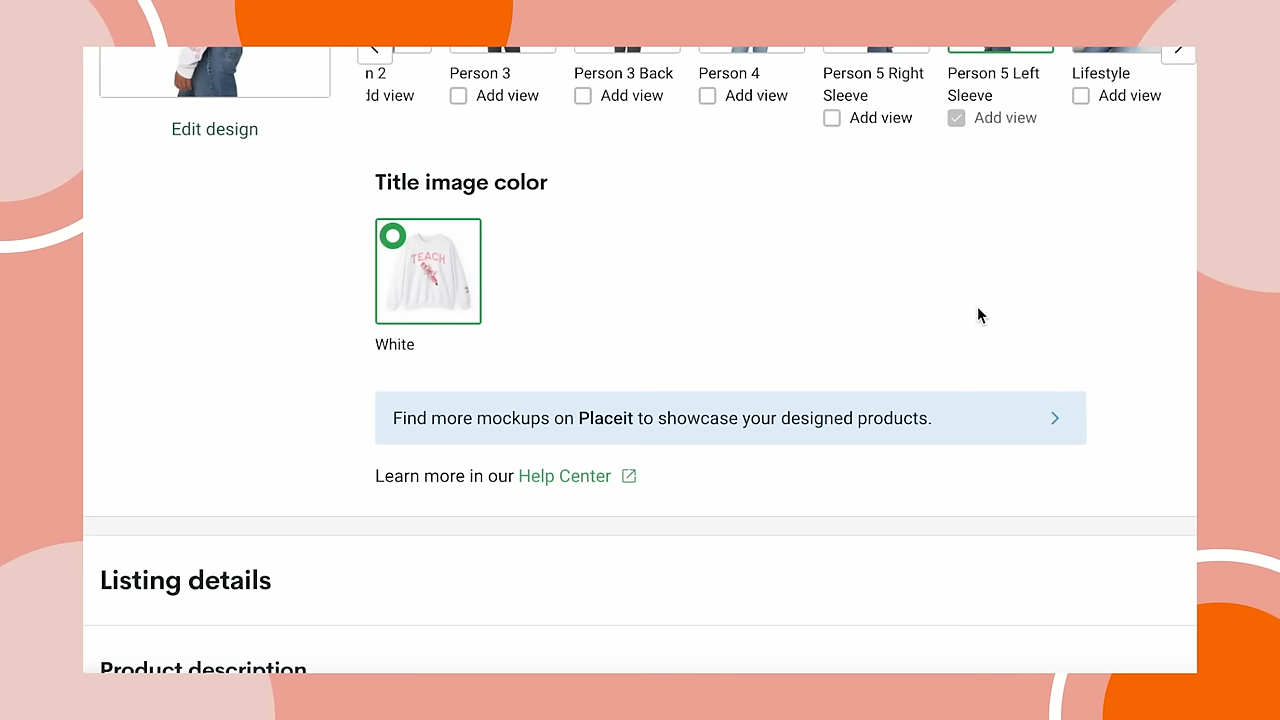 n 2
dd view
Person 3
Add view
Person 3 Back
Add view
Person 4
Add view
Person 5 Right
Sleeve
Add view
Person 5 Left
Sleeve
Add view
Lifestyle
Add view
Edit design
Title image color
TEACH
White
Find more mockups on Placeit to showcase your designed products.
Learn more in our Help Center
Listing details
Product description